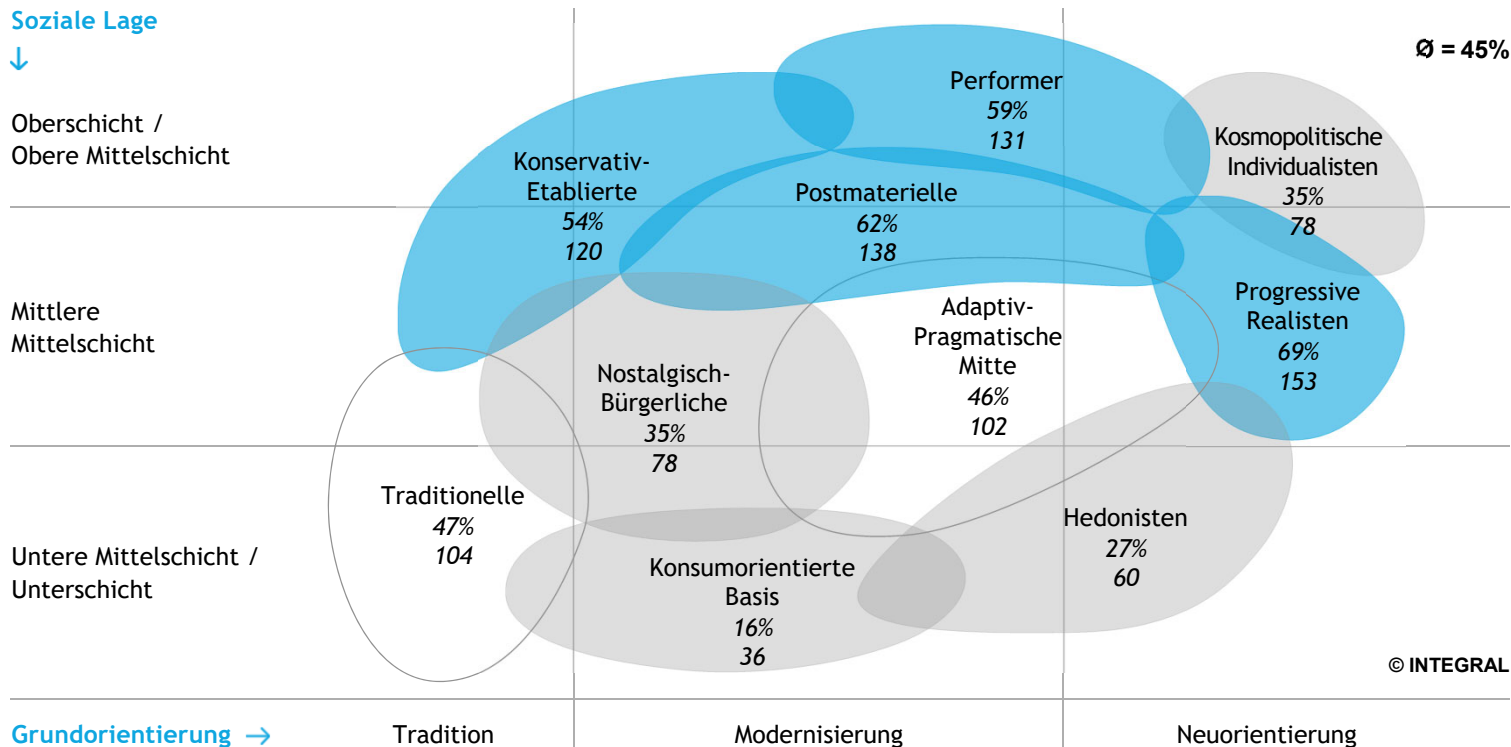 Soziale Lage
↓
Ø = 45%
Oberschicht /
Obere Mittelschicht
Performer
59%
131
Kosmopolitische
Individualisten
35%
78
Konservativ-
Etablierte
54%
120
Postmaterielle
62%
138
Mittlere
Mittelschicht
Adaptiv-
Pragmatische
Mitte
46%
102
Progressive
Realisten
69%
153
Nostalgisch-
Bürgerliche
35%
78
Untere Mittelschicht /
Unterschicht
Traditionelle
47%
104
Konsumorientierte
Basis
16%
36
Hedonisten
27%
60
© INTEGRAL
Grundorientierung →
Tradition
Modernisierung
Neuorientierung